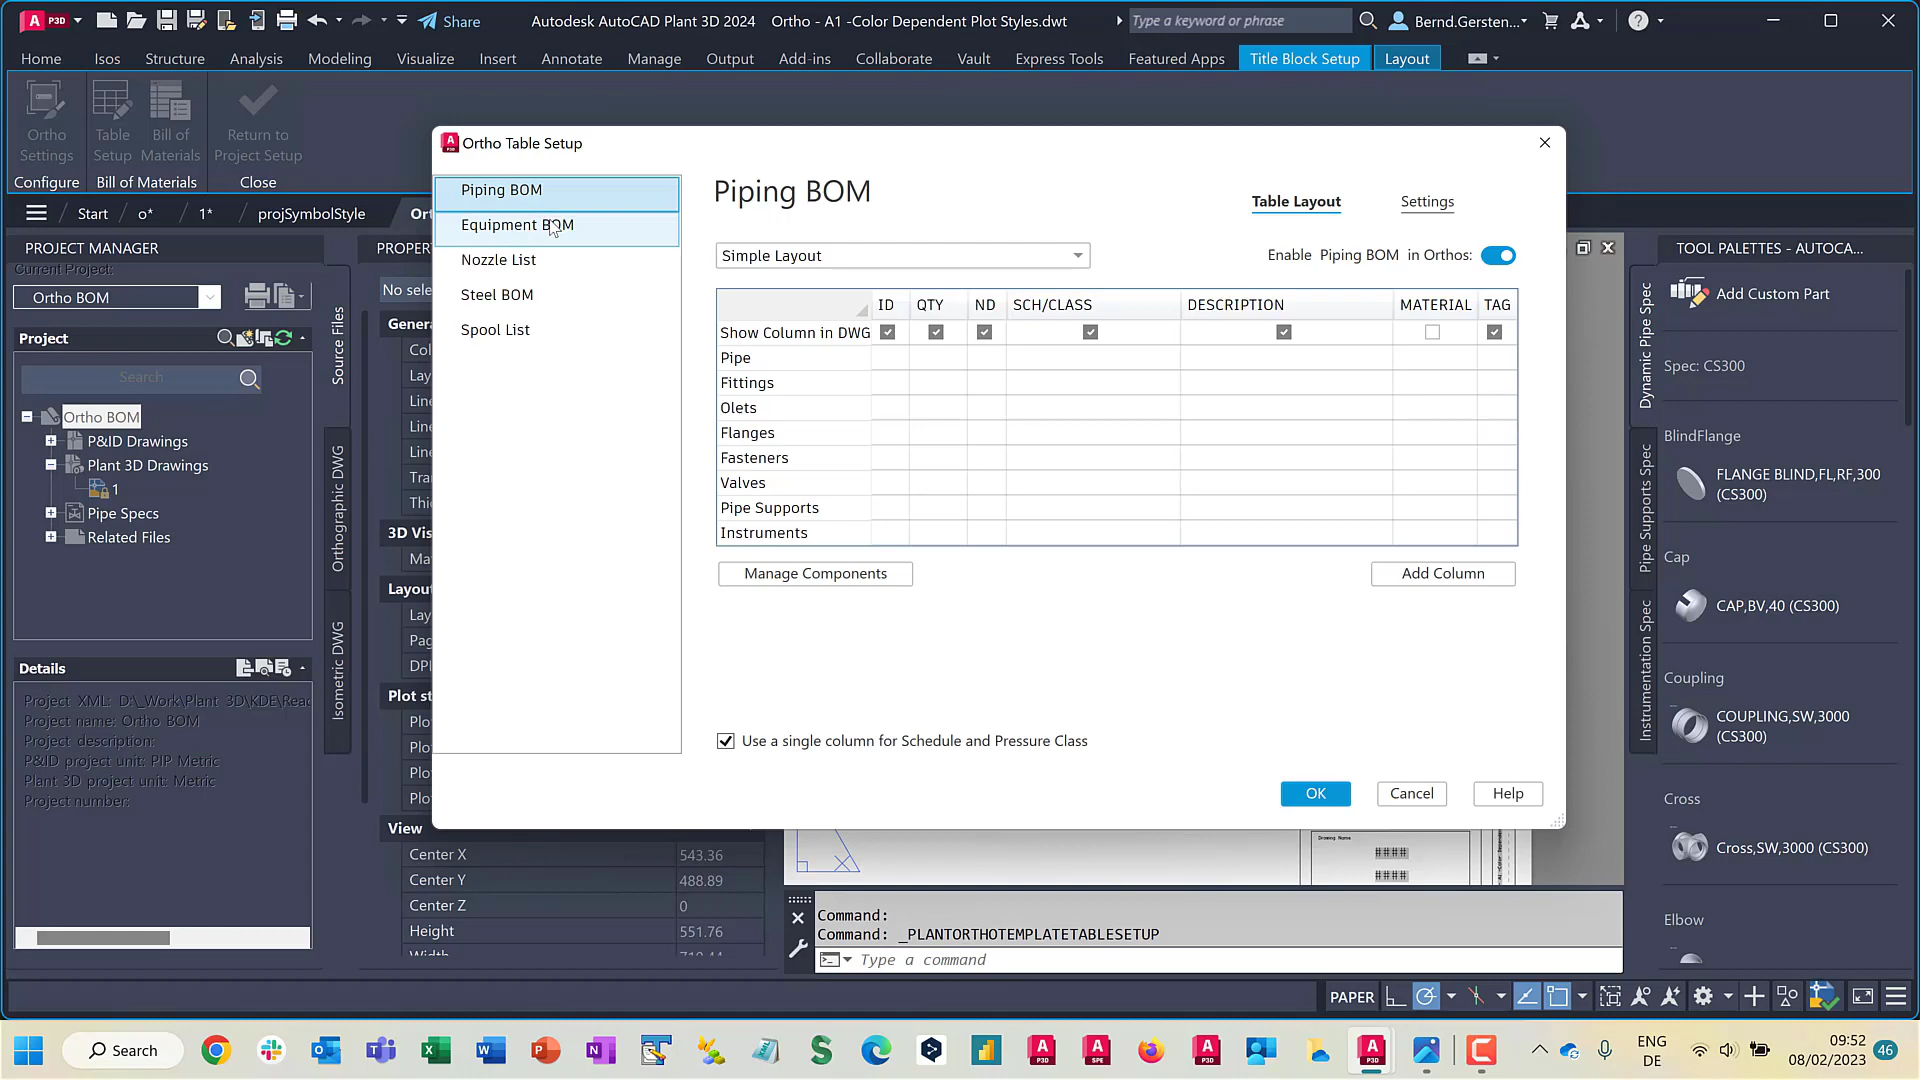 P3D
Share
Autodesk AutoCAD Plant 3D 2024 Ortho - A1 -Color Dependent Plot Styles.dwt
Type a keyword or phrase
Bernd.Gersten...
Home Isos Structure Analysis Modeling Visualize Insert Annotate Manage Output Add-ins Collaborate Vault Express Tools Featured Apps Title Block Setup Layout
Ortho Settings
Table Setup
Bill of Materials
Return to Project Setup
Configure Bill of Materials Close
Start o* 1* projSymbolStyle
PROJECT MANAGER
Current Project:
Ortho BOM
Project
Search
Ortho BOM
P&ID Drawings
Plant 3D Drawings
1
Pipe Specs
Related Files
Details
Project XML: D:\_Work\Plant 3D\KDE\Reac
Project name: Ortho BOM
Project description:
P&ID project unit: PIP Metric
Plant 3D project unit: Metric
Project number:
Source Files
Orthographic DWG
Isometric DWG
No sele
View
Center X 543.36
Center Y 488.89
Center Z 0
Height 551.76
Ortho Table Setup
Piping BOM
Equipment BOM
Nozzle List
Steel BOM
Spool List
Piping BOM
Table Layout Settings
Simple Layout
Enable Piping BOM in Orthos:
ID QTY ND SCH/CLASS DESCRIPTION MATERIAL TAG
Show Column in DWG
Pipe
Fittings
Olets
Flanges
Fasteners
Valves
Pipe Supports
Instruments
Manage Components Add Column
Use a single column for Schedule and Pressure Class
OK Cancel Help
Drawing Name
####
####
Command:
Command: _PLANTORTHOTEMPLATETABLESETUP
Type a command
TOOL PALETTES - AUTOCA...
Dynamic Pipe Spec
Pipe Supports Spec
Instrumentation Spec
Add Custom Part
Spec: CS300
BlindFlange
FLANGE BLIND,FL,RF,300
(CS300)
Cap
CAP,BV,40 (CS300)
Coupling
COUPLING,SW,3000
(CS300)
Cross
Cross,SW,3000 (CS300)
Elbow
PAPER
Search
ENG
DE
09:52
08/02/2023
46